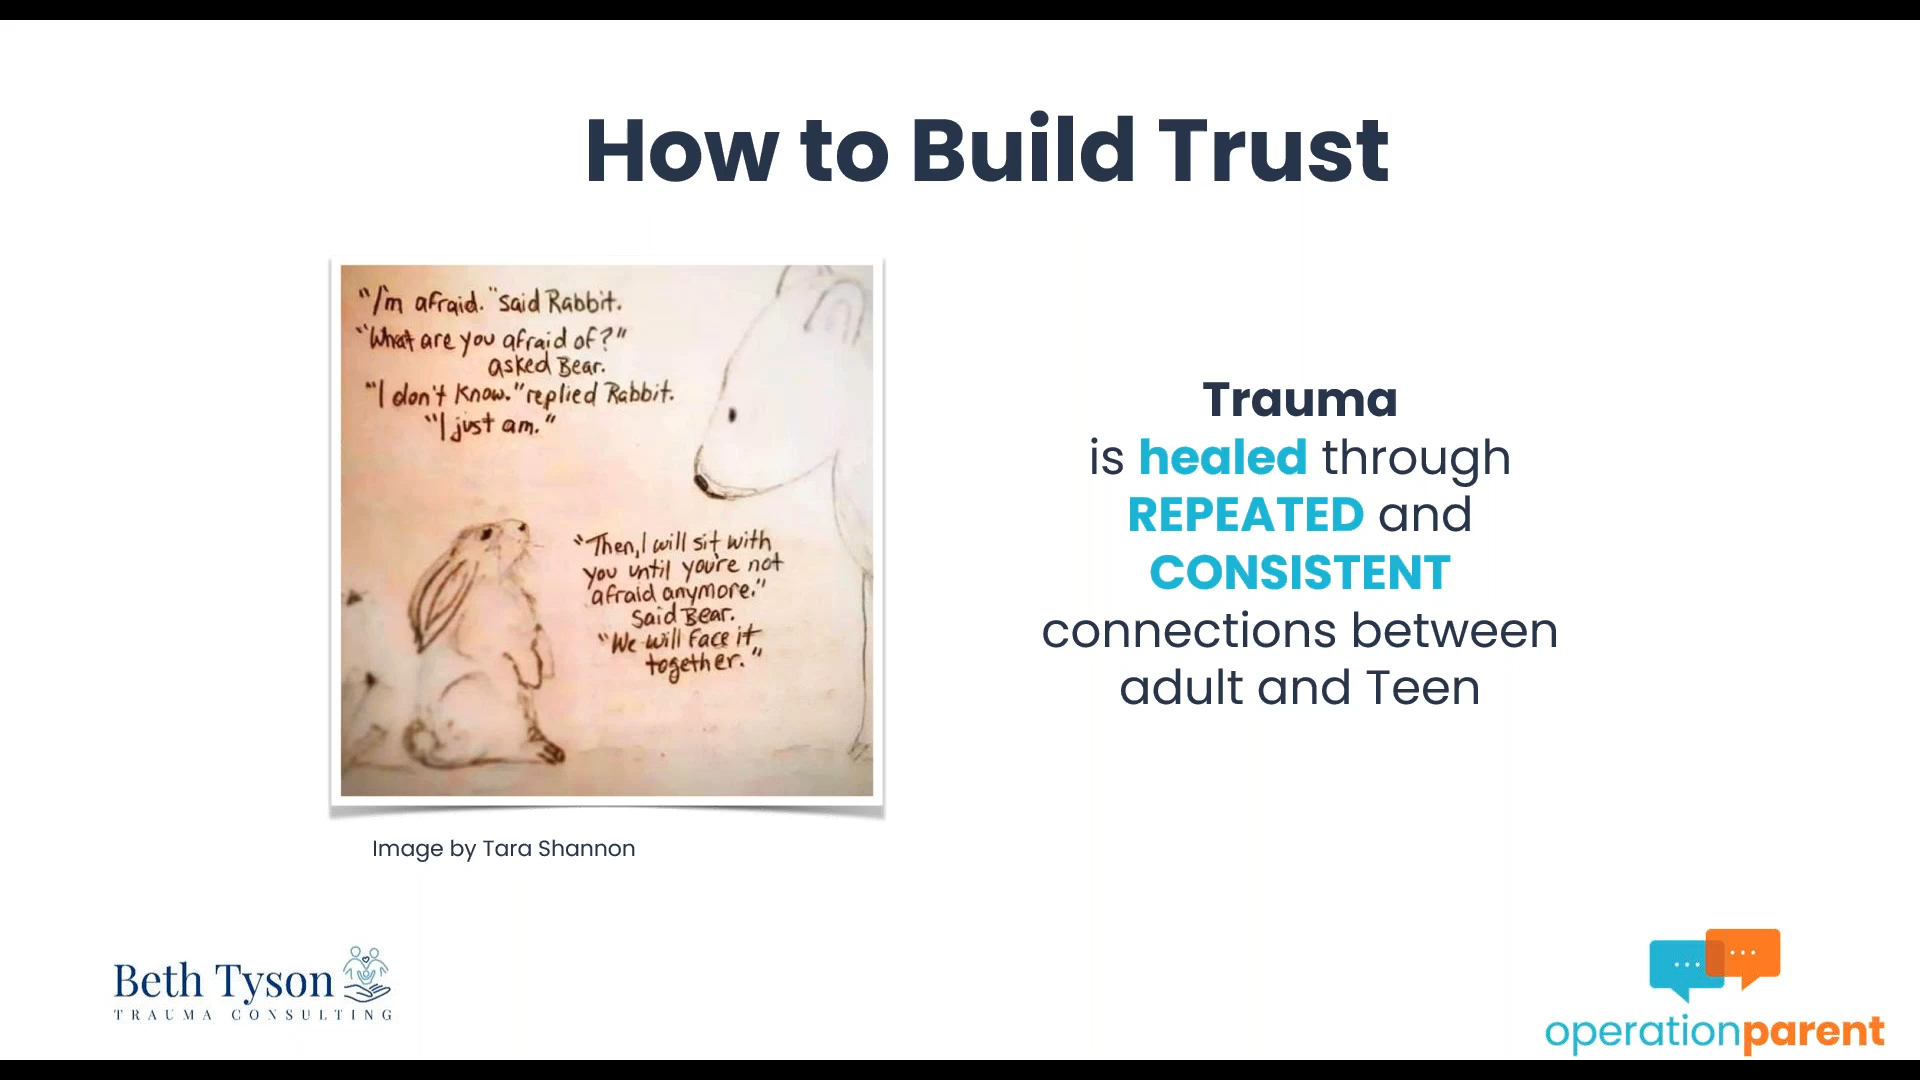 How to Build Trust
"I'm afraid." said Rabbit.
"What are you afraid of?"
asked Bear.
"I don't know." replied Rabbit.
"I just am."
"Then, I will sit with
you until you're not
afraid anymore."
Said Bear.
"We will face it
together."
Image by Tara Shannon
Trauma
is healed through
REPEATED and
CONSISTENT
connections between
adult and Teen
Beth Tyson
TRAUMA CONSULTING
operationparent